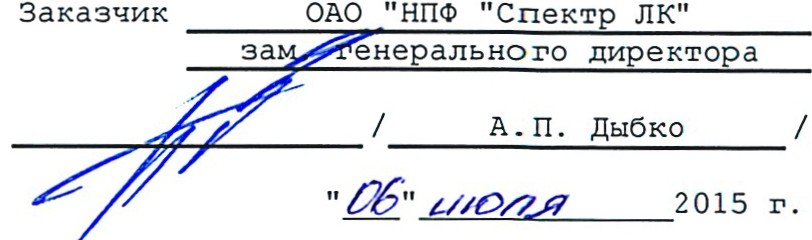 Заказчик ОАО "НПФ "Спектр ЛК"
зам генерального директора
/ А.П. Дыбко /
"06" июля 2015 г.